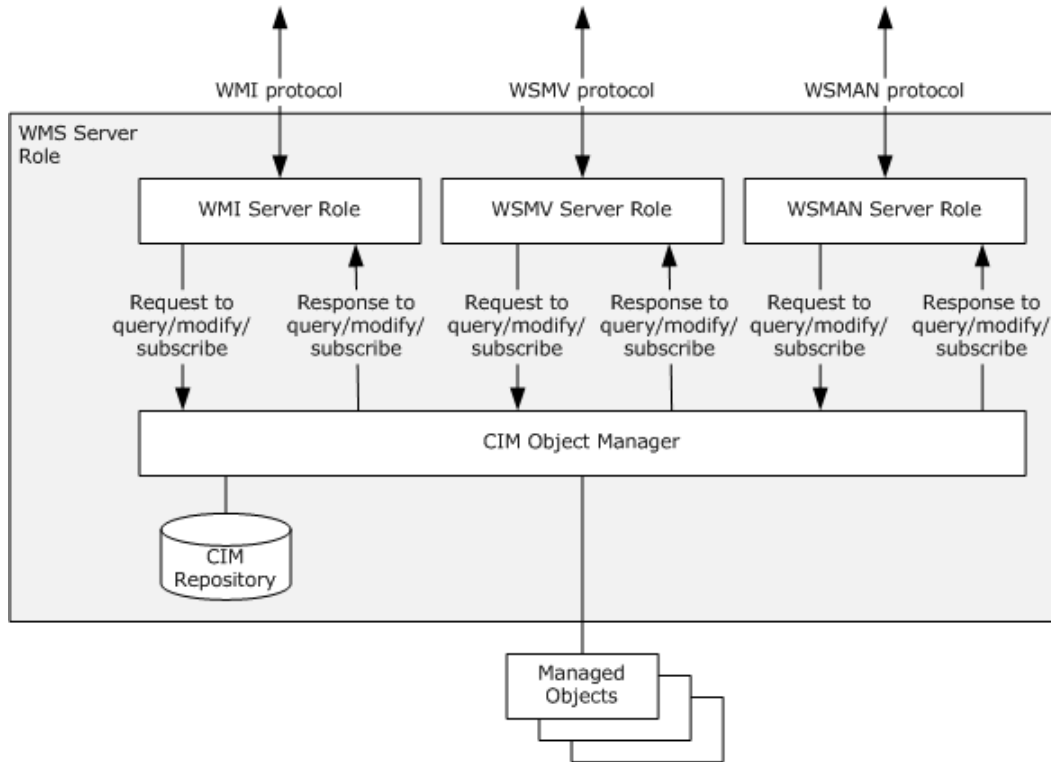 WMI protocol
WSMV protocol
WSMAN protocol
WMS Server
Role
WMI Server Role
WSMV Server Role
WSMAN Server Role
Request to
query/modify/
subscribe
Response to
query/modify/
subscribe
Request to
query/modify/
subscribe
Response to
query/modify/
subscribe
Request to
query/modify/
subscribe
Response to
query/modify/
subscribe
CIM Object Manager
CIM
Repository
Managed
Objects